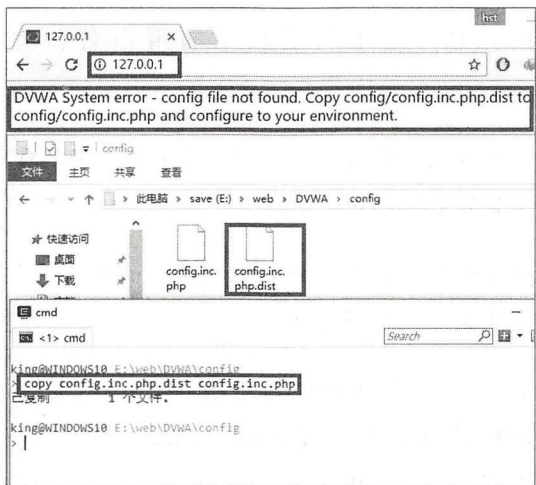 hst
127.0.0.1
127.0.0.1
DVWA System error - config file not found. Copy config/config.inc.php.dist to
config/config.inc.php and configure to your environment.
config
文件 主页 共享 查看
此电脑 > save (E:) > web > DVWA > config
快速访问
桌面
下载
config.inc.
php
config.inc.
php.dist
cmd
<1> cmd
Search
king@WINDOWS10 E:\web\DVWA\config
> copy config.inc.php.dist config.inc.php
已复制 1 个文件。
king@WINDOWS10 E:\web\DVWA\config
>